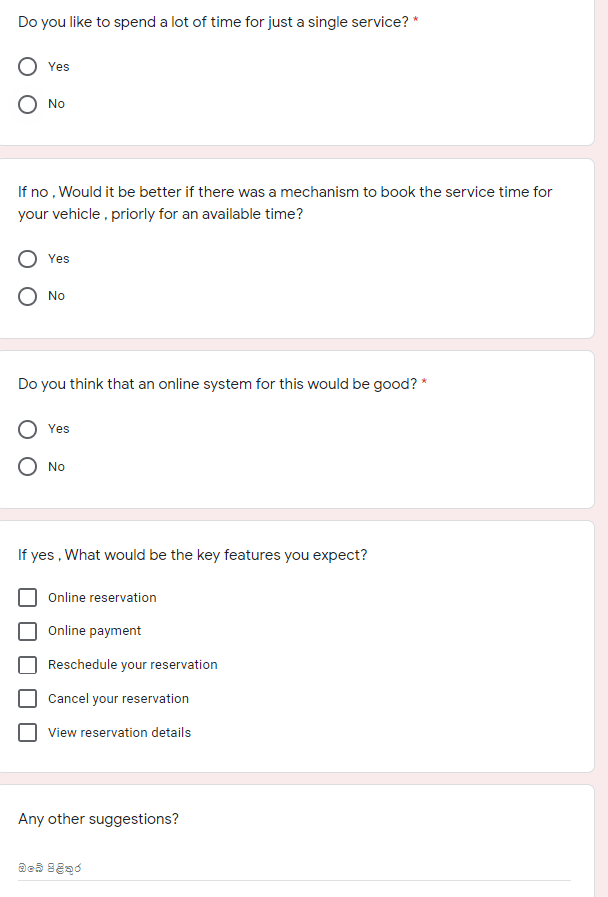 Do you like to spend a lot of time for just a single service? *
Yes
No
If no , Would it be better if there was a mechanism to book the service time for
your vehicle , priorly for an available time?
Yes
No
Do you think that an online system for this would be good? *
Yes
No
If yes , What would be the key features you expect?
Online reservation
Online payment
Reschedule your reservation
Cancel your reservation
View reservation details
Any other suggestions?
ඔබේ පිළිතුර